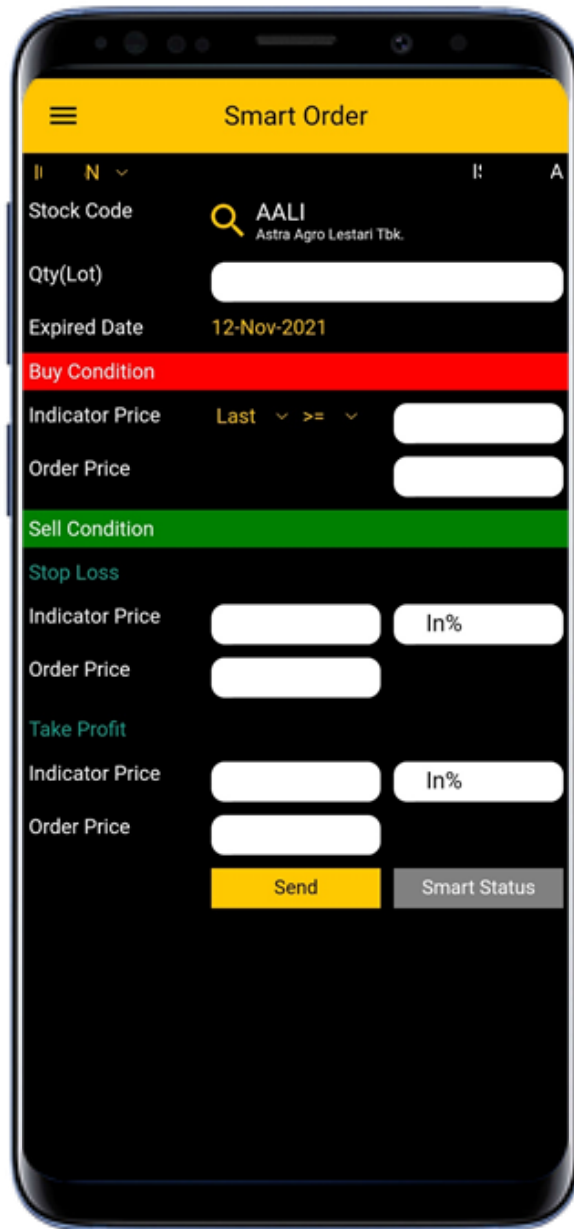 Smart Order
N
A
Stock Code AALI
Astra Agro Lestari Tbk.
Qty(Lot)
Expired Date 12-Nov-2021
Buy Condition
Indicator Price Last >=
Order Price
Sell Condition
Stop Loss
Indicator Price In%
Order Price
Take Profit
Indicator Price In%
Order Price
Send Smart Status